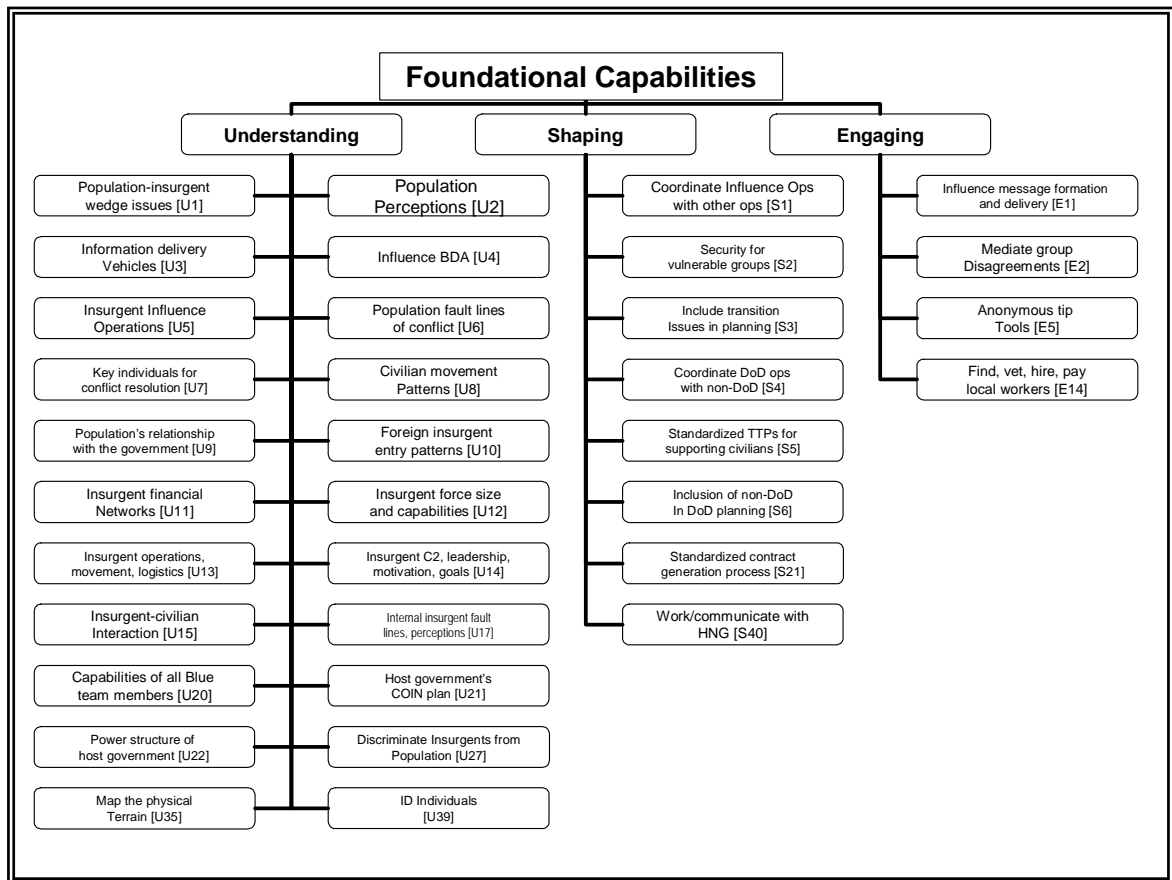 Foundational Capabilities
Understanding
Shaping
Engaging
Population-insurgent
wedge issues [U1]
Population
Perceptions [U2]
Information delivery
Vehicles [U3]
Influence BDA [U4]
Insurgent Influence
Operations [U5]
Population fault lines
of conflict [U6]
Key individuals for
conflict resolution [U7]
Civilian movement
Patterns [U8]
Population's relationship
with the government [U9]
Foreign insurgent
entry patterns [U10]
Insurgent financial
Networks [U11]
Insurgent force size
and capabilities [U12]
Insurgent operations,
movement, logistics [U13]
Insurgent C2, leadership,
motivation, goals [U14]
Insurgent-civilian
Interaction [U15]
Internal insurgent fault
lines, perceptions [U17]
Capabilities of all Blue
team members [U20]
Host government's
COIN plan [U21]
Power structure of
host government [U22]
Discriminate Insurgents from
Population [U27]
Map the physical
Terrain [U35]
ID Individuals
[U39]
Coordinate Influence Ops
with other ops [S1]
Security for
vulnerable groups [S2]
Include transition
Issues in planning [S3]
Coordinate DoD ops
with non-DoD [S4]
Standardized TTPs for
supporting civilians [S5]
Inclusion of non-DoD
In DoD planning [S6]
Standardized contract
generation process [S21]
Work/communicate with
HNG [S40]
Influence message formation
and delivery [E1]
Mediate group
Disagreements [E2]
Anonymous tip
Tools [E5]
Find, vet, hire, pay
local workers [E14]